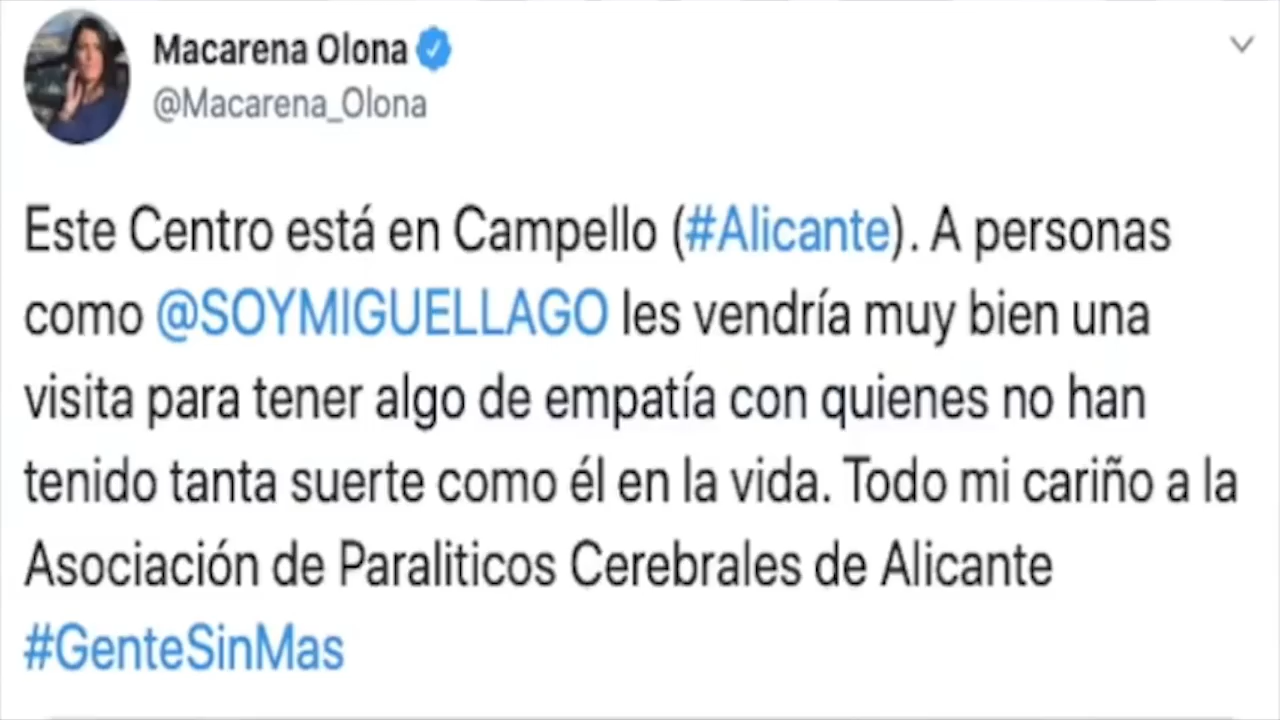 Macarena Olona
@Macarena_Olona
Este Centro está en Campello (#Alicante). A personas
como @SOYMIGUELLAGO les vendría muy bien una
visita para tener algo de empatía con quienes no han
tenido tanta suerte como él en la vida. Todo mi cariño a la
Asociación de Paraliticos Cerebrales de Alicante
#GenteSinMas